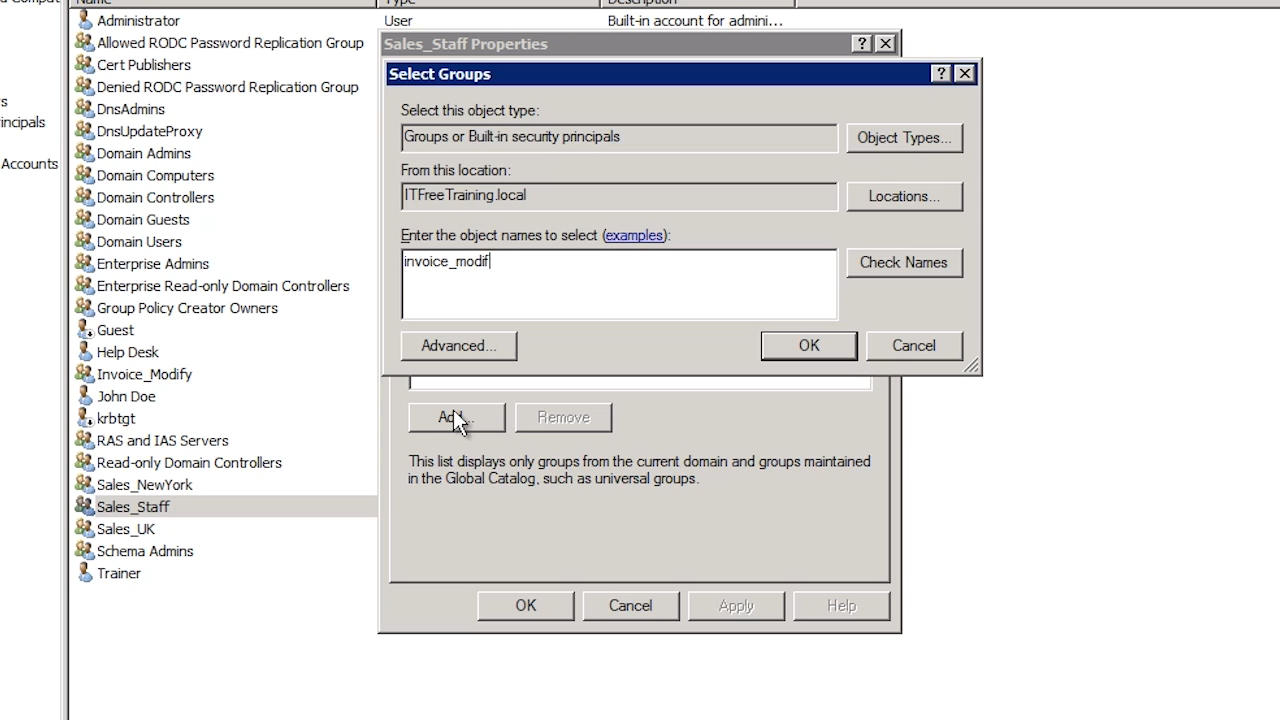 Name Type Description
Administrator User Built-in account for admini...
Allowed RODC Password Replication Group
Cert Publishers
Denied RODC Password Replication Group
DnsAdmins
DnsUpdateProxy
Domain Admins
Domain Computers
Domain Controllers
Domain Guests
Domain Users
Enterprise Admins
Enterprise Read-only Domain Controllers
Group Policy Creator Owners
Guest
Help Desk
Invoice_Modify
John Doe
krbtgt
RAS and IAS Servers
Read-only Domain Controllers
Sales_NewYork
Sales_Staff
Sales_UK
Schema Admins
Trainer
Accounts
Sales_Staff Properties
Select Groups
Select this object type:
Groups or Built-in security principals
Object Types...
From this location:
ITFreeTraining.local
Locations...
Enter the object names to select (examples):
invoice_modif
Check Names
Advanced...
OK
Cancel
Add...
Remove
This list displays only groups from the current domain and groups maintained
in the Global Catalog, such as universal groups.
OK
Cancel
Apply
Help